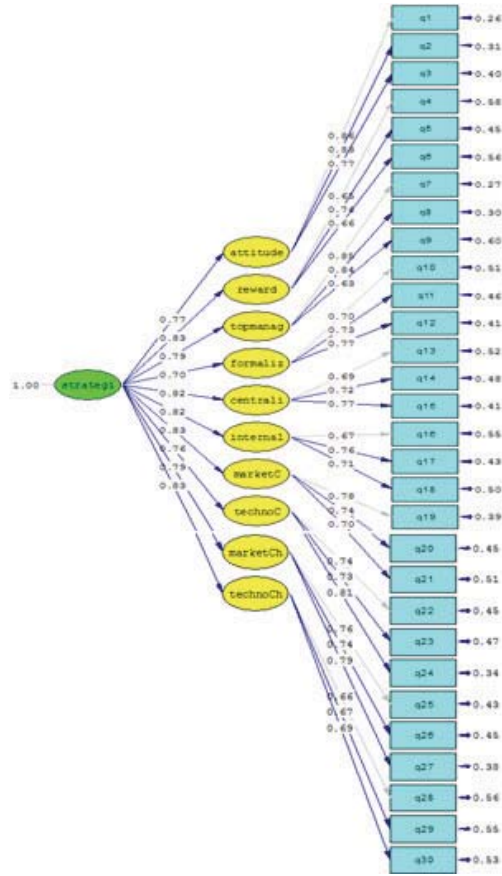 1.00
strategi
0.77
0.83
0.79
0.70
0.82
0.82
0.83
0.76
0.79
0.83
attitude
reward
topmanag
formaliz
centrali
internal
marketC
technoC
marketCh
technoCh
0.86
0.83
0.77
0.65
0.74
0.66
0.85
0.84
0.63
0.70
0.73
0.77
0.69
0.72
0.77
0.67
0.76
0.71
0.78
0.74
0.70
0.74
0.73
0.81
0.76
0.74
0.79
0.66
0.67
0.69
q1 0.26
q2 0.31
q3 0.40
q4 0.58
q5 0.45
q6 0.56
q7 0.27
q8 0.30
q9 0.60
q10 0.51
q11 0.46
q12 0.41
q13 0.52
q14 0.48
q15 0.41
q16 0.55
q17 0.43
q18 0.50
q19 0.39
q20 0.45
q21 0.51
q22 0.45
q23 0.47
q24 0.34
q25 0.43
q26 0.45
q27 0.38
q28 0.56
q29 0.55
q30 0.53